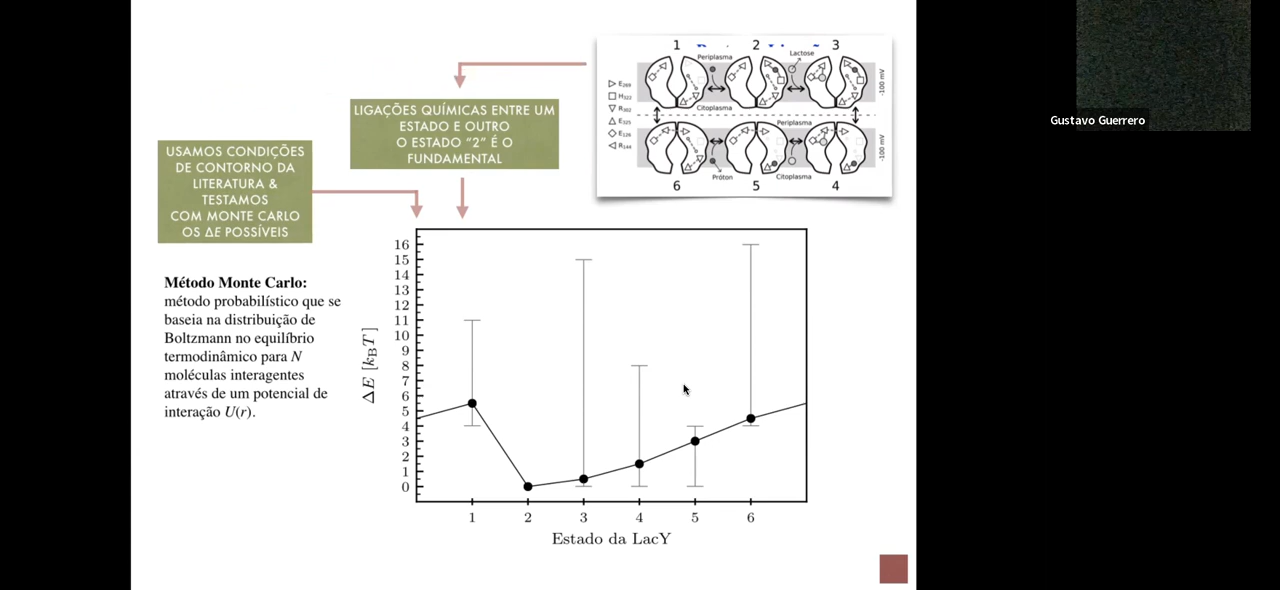 1 2 3
Periplasma
Lactose
E269
H322
R302
E325
E126
R144
Citoplasma
-100 mV
Periplasma
-100 mV
Próton
Citoplasma
6 5 4
Gustavo Guerrero
LIGAÇÕES QUÍMICAS ENTRE UM
ESTADO E OUTRO
O ESTADO “2” É O
FUNDAMENTAL
USAMOS CONDIÇÕES
DE CONTORNO DA
LITERATURA &
TESTAMOS
COM MONTE CARLO
OS ΔE POSSÍVEIS
Método Monte Carlo:
método probabilístico que se
baseia na distribuição de
Boltzmann no equilíbrio
termodinâmico para N
moléculas interagentes
através de um potencial de
interação U(r).
ΔE [kBT]
16
15
14
13
12
11
10
9
8
7
6
5
4
3
2
1
0
1 2 3 4 5 6
Estado da LacY